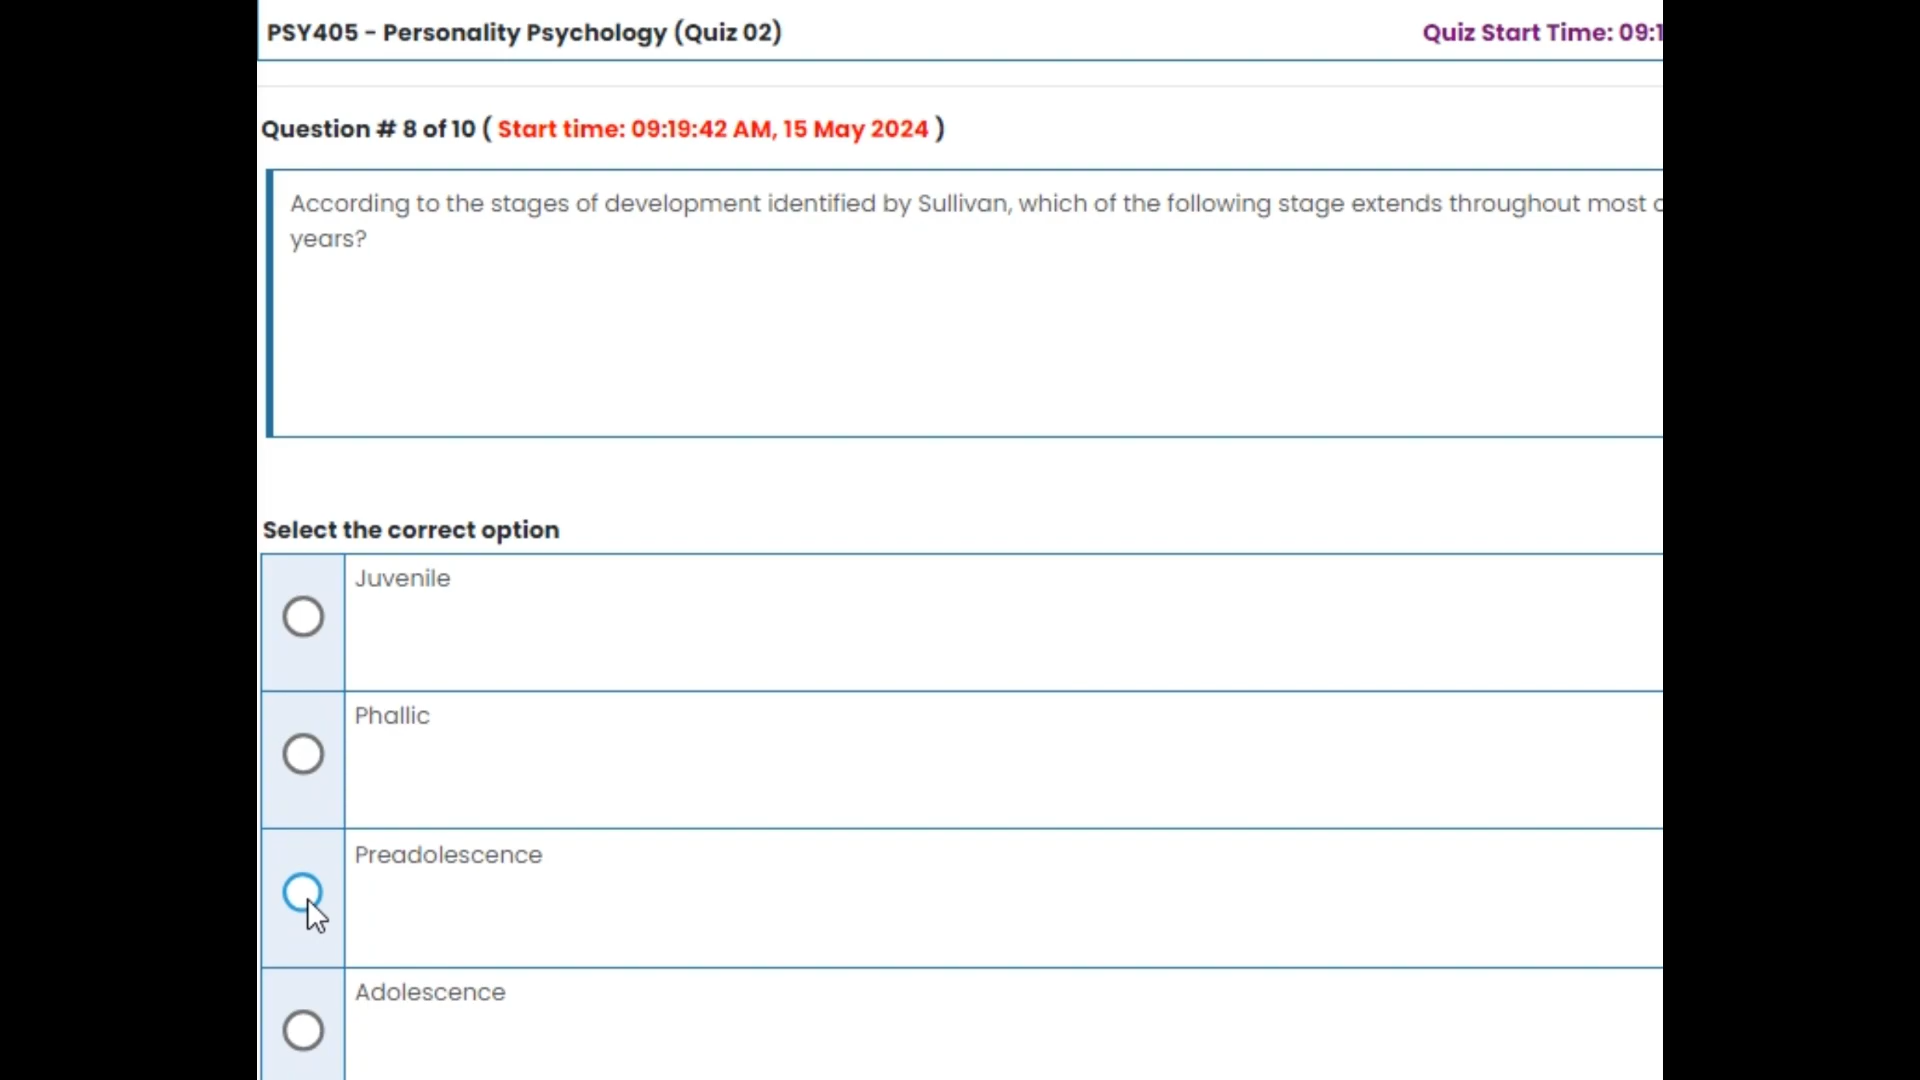 PSY405 - Personality Psychology (Quiz 02)
Quiz Start Time: 09:1
Question # 8 of 10 ( Start time: 09:19:42 AM, 15 May 2024 )
According to the stages of development identified by Sullivan, which of the following stage extends throughout most
years?
Select the correct option
Juvenile
Phallic
Preadolescence
Adolescence